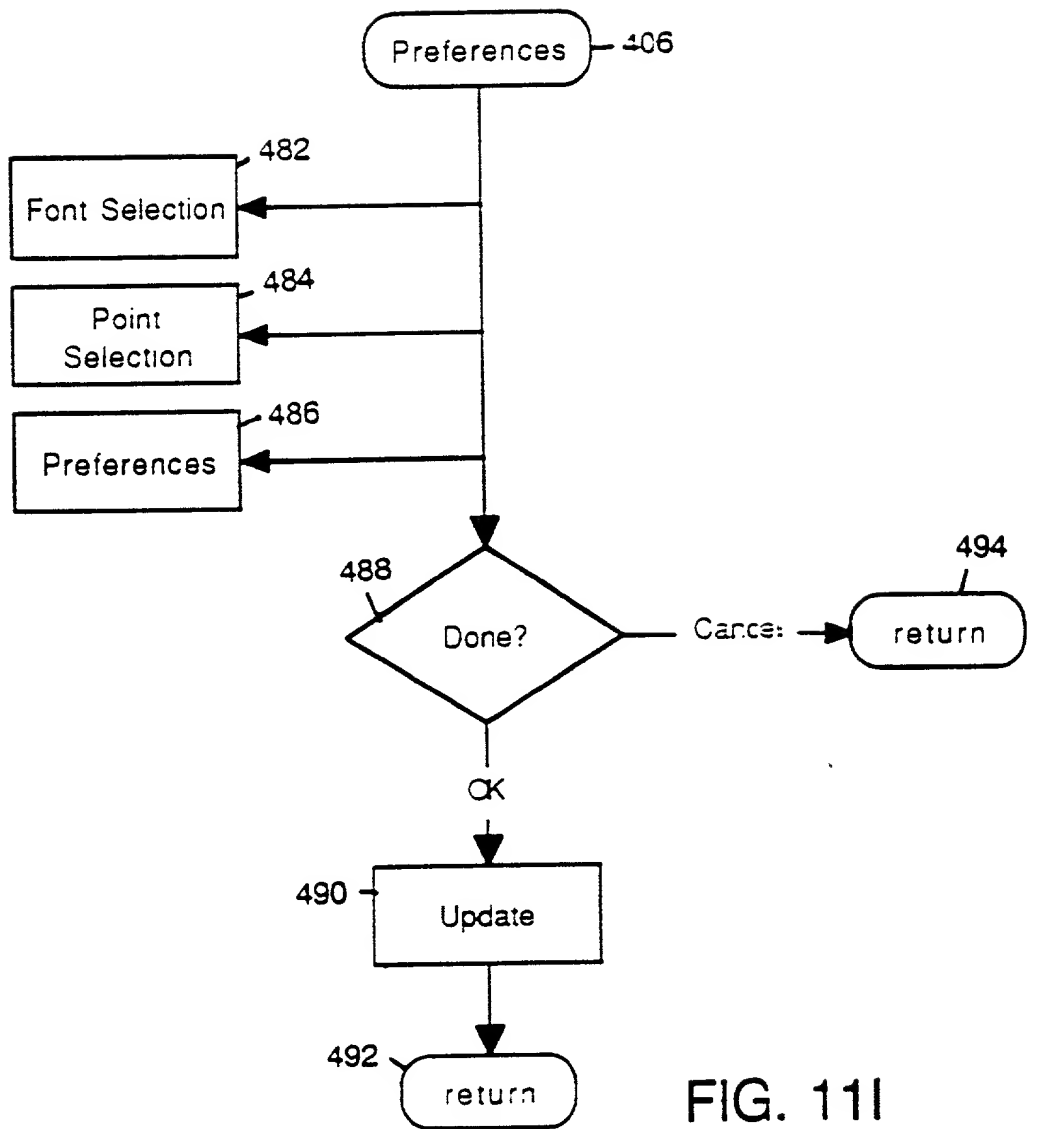 Preferences
406
482
Font Selection
484
Point
Selection
486
Preferences
488
Done?
Cancel
494
return
OK
490
Update
492
return
FIG. 11I